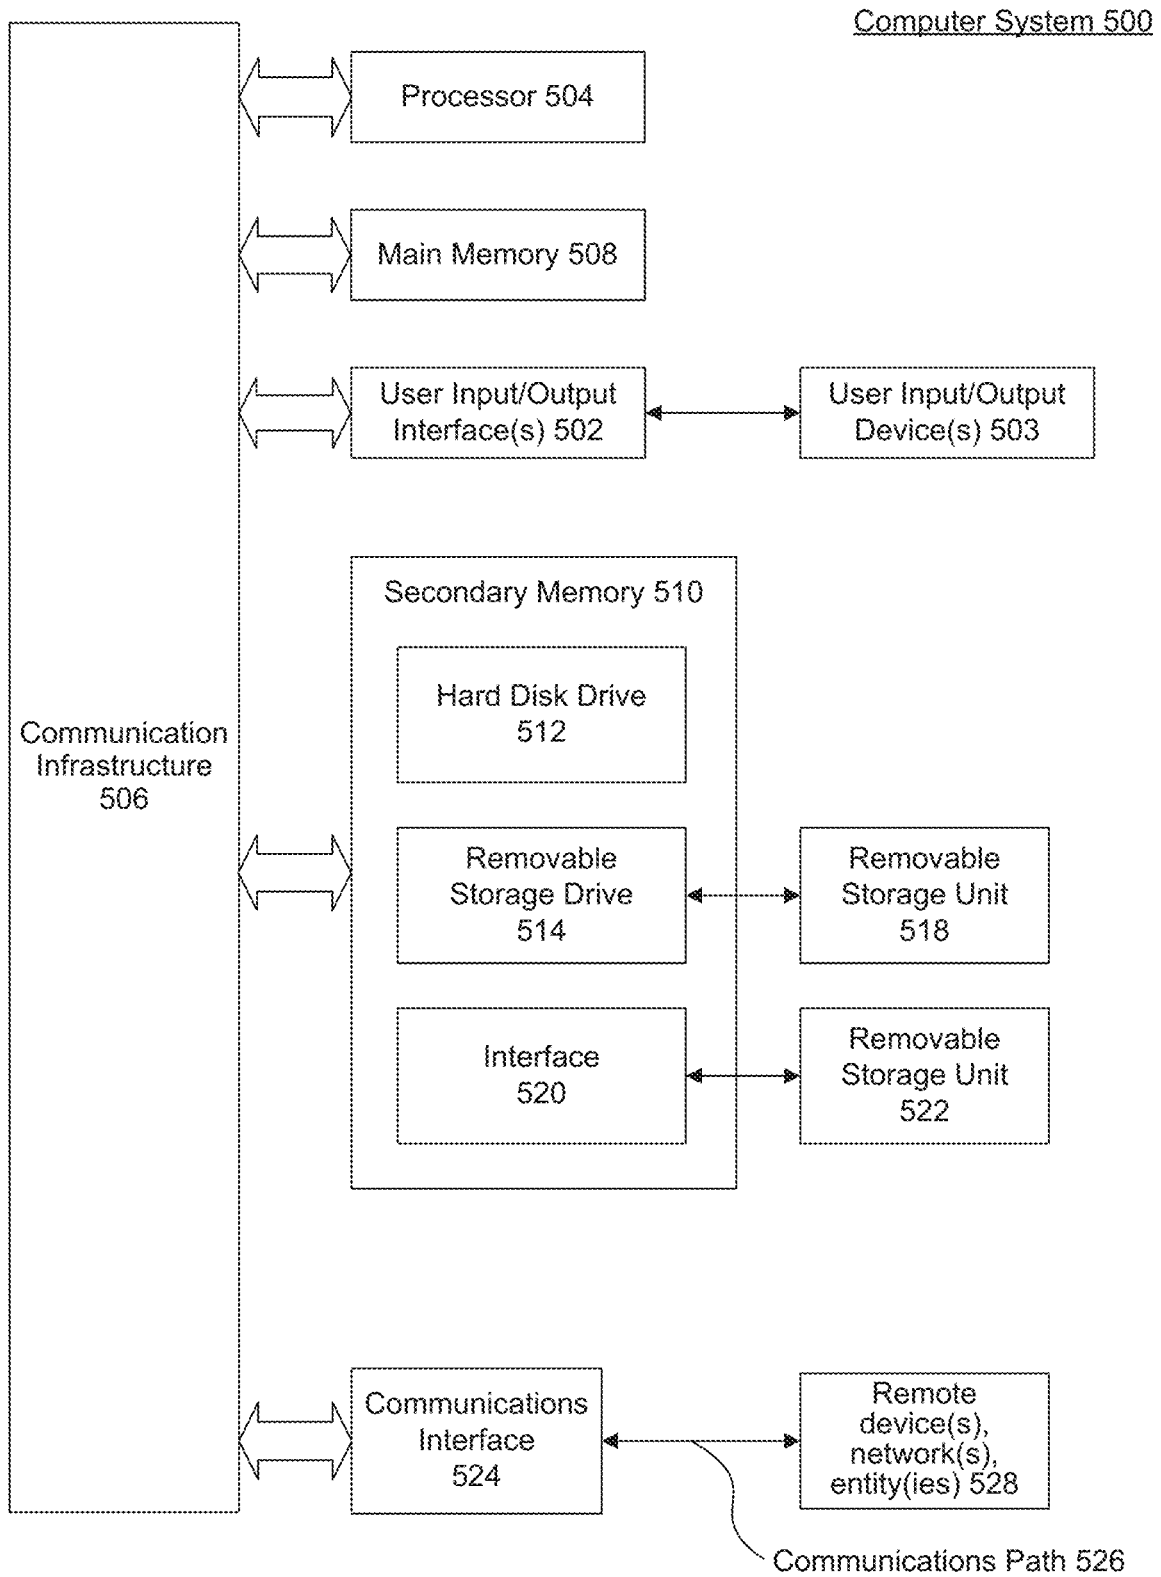 Computer System 500
Processor 504
Main Memory 508
User Input/Output
Interface(s) 502
User Input/Output
Device(s) 503
Secondary Memory 510
Hard Disk Drive
512
Communication
Infrastructure
506
Removable
Storage Drive
514
Removable
Storage Unit
518
Interface
520
Removable
Storage Unit
522
Communications
Interface
524
Remote
device(s),
network(s),
entity(ies) 528
Communications Path 526